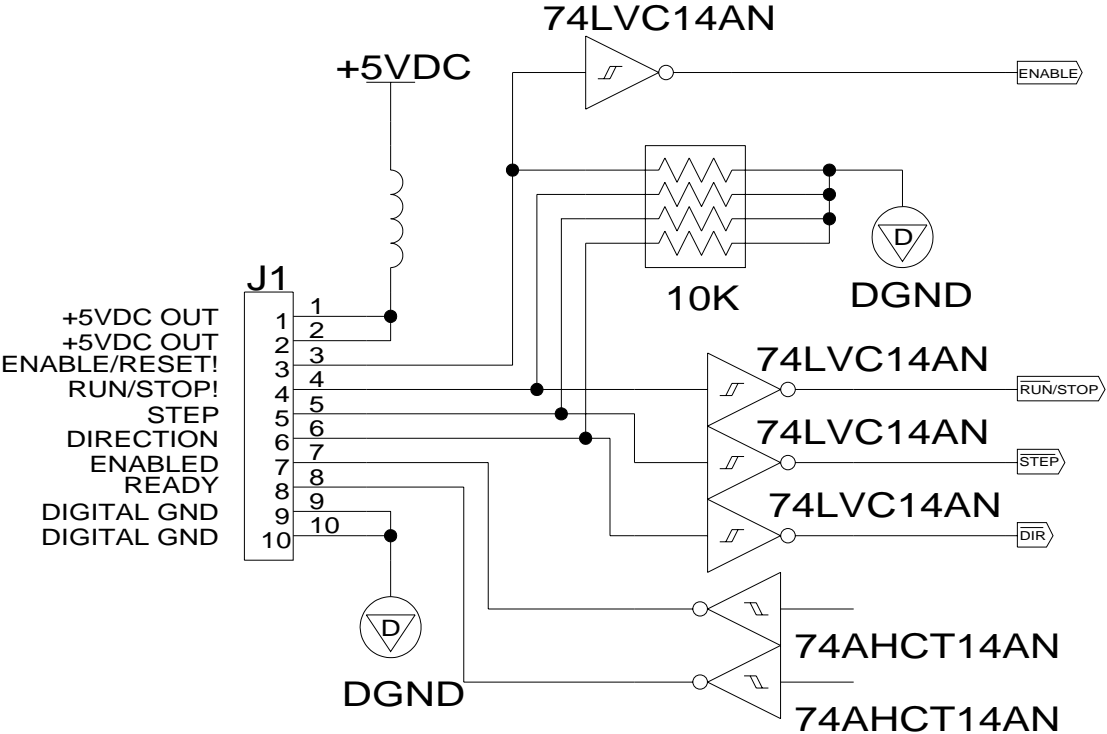 74LVC14AN
+5VDC
ENABLE
10K
D
DGND
J1
+5VDC OUT 1 1
+5VDC OUT 2 2
ENABLE/RESET! 3 3
RUN/STOP! 4 4
STEP 5 5
DIRECTION 6 6
ENABLED 7 7
READY 8 8
DIGITAL GND 9 9
DIGITAL GND 10 10
74LVC14AN
RUN/STOP
74LVC14AN
STEP
74LVC14AN
DIR
D
DGND
74AHCT14AN
74AHCT14AN